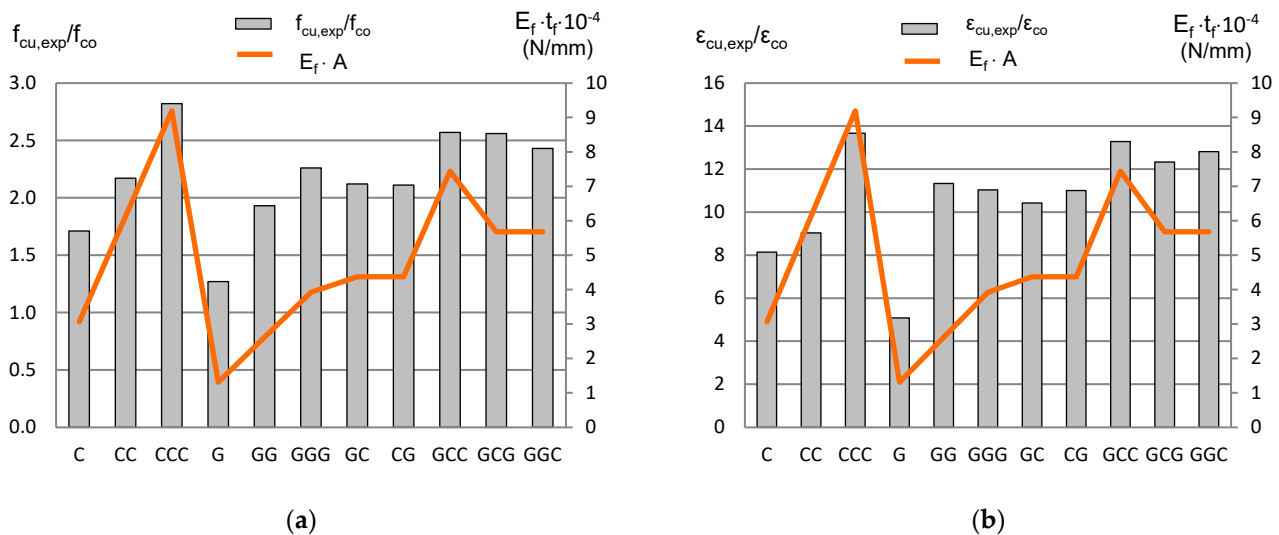 f_cu,exp/f_co
f_cu,exp/f_co
E_f · A
E_f ·t_f·10^-4
(N/mm)
3.0
2.5
2.0
1.5
1.0
0.5
0.0
10
9
8
7
6
5
4
3
2
1
0
C CC CCC G GG GGG GC CG GCC GCG GGC
(a)
ε_cu,exp/ε_co
ε_cu,exp/ε_co
E_f · A
E_f ·t_f·10^-4
(N/mm)
16
14
12
10
8
6
4
2
0
10
9
8
7
6
5
4
3
2
1
0
C CC CCC G GG GGG GC CG GCC GCG GGC
(b)